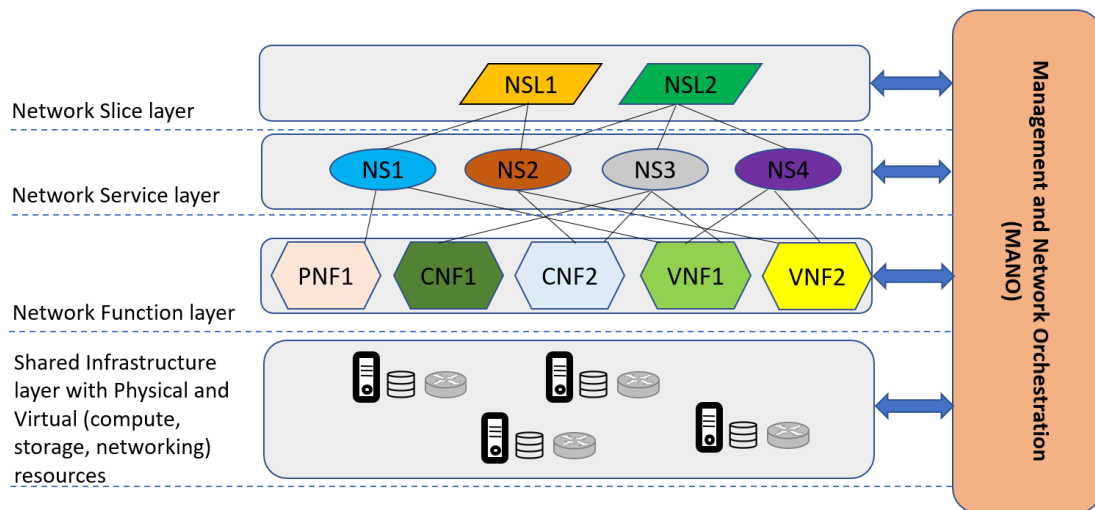 NSL1 NSL2
Network Slice layer
NS1 NS2 NS3 NS4
Network Service layer
PNF1 CNF1 CNF2 VNF1 VNF2
Network Function layer
Shared Infrastructure
layer with Physical and
Virtual (compute,
storage, networking)
resources
Management and Network Orchestration
(MANO)